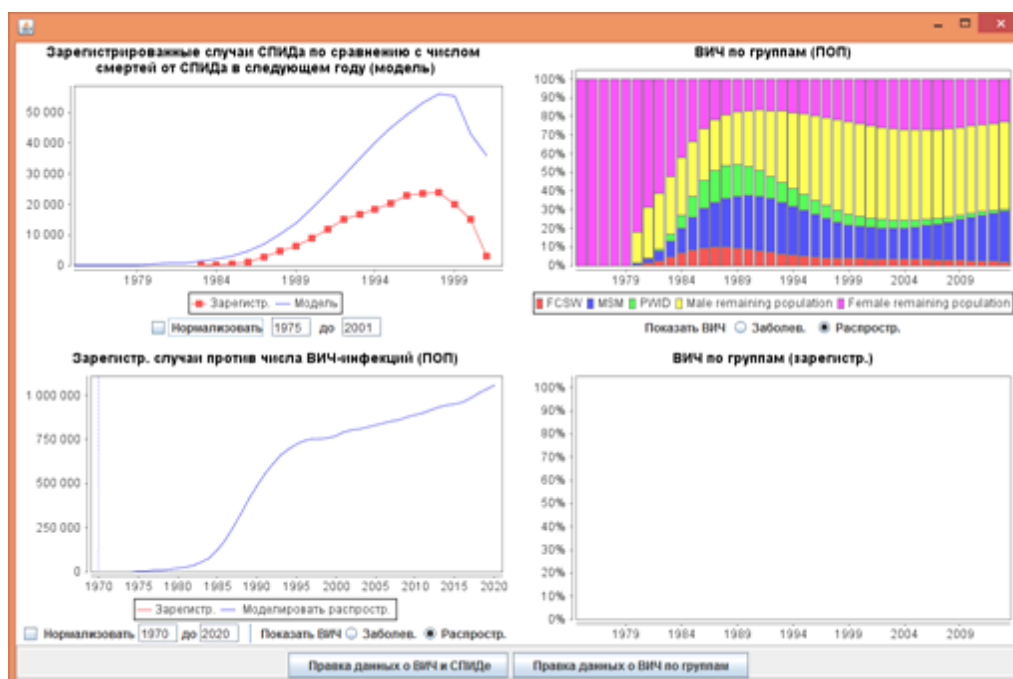 Зарегистрированные случаи СПИДа по сравнению с числом
смертей от СПИДа в следующем году (модель)
50 000
40 000
30 000
20 000
10 000
0
1979 1984 1989 1994 1999
Зарегистр. Модель
Нормализовать 1975 до 2001
ВИЧ по группам (ПОП)
100%
90%
80%
70%
60%
50%
40%
30%
20%
10%
0%
1979 1984 1989 1994 1999 2004 2009
FCSW MSM PWID Male remaining population Female remaining population
Показать ВИЧ Заболев. Распростр.
Зарегистр. случаи против числа ВИЧ-инфекций (ПОП)
1 000 000
750 000
500 000
250 000
0
1970 1975 1980 1985 1990 1995 2000 2005 2010 2015 2020
Зарегистр. Моделировать распростр.
Нормализовать 1970 до 2020 Показать ВИЧ Заболев. Распростр.
ВИЧ по группам (зарегистр.)
100%
90%
80%
70%
60%
50%
40%
30%
20%
10%
0%
1979 1984 1989 1994 1999 2004 2009
Правка данных о ВИЧ и СПИДе Правка данных о ВИЧ по группам